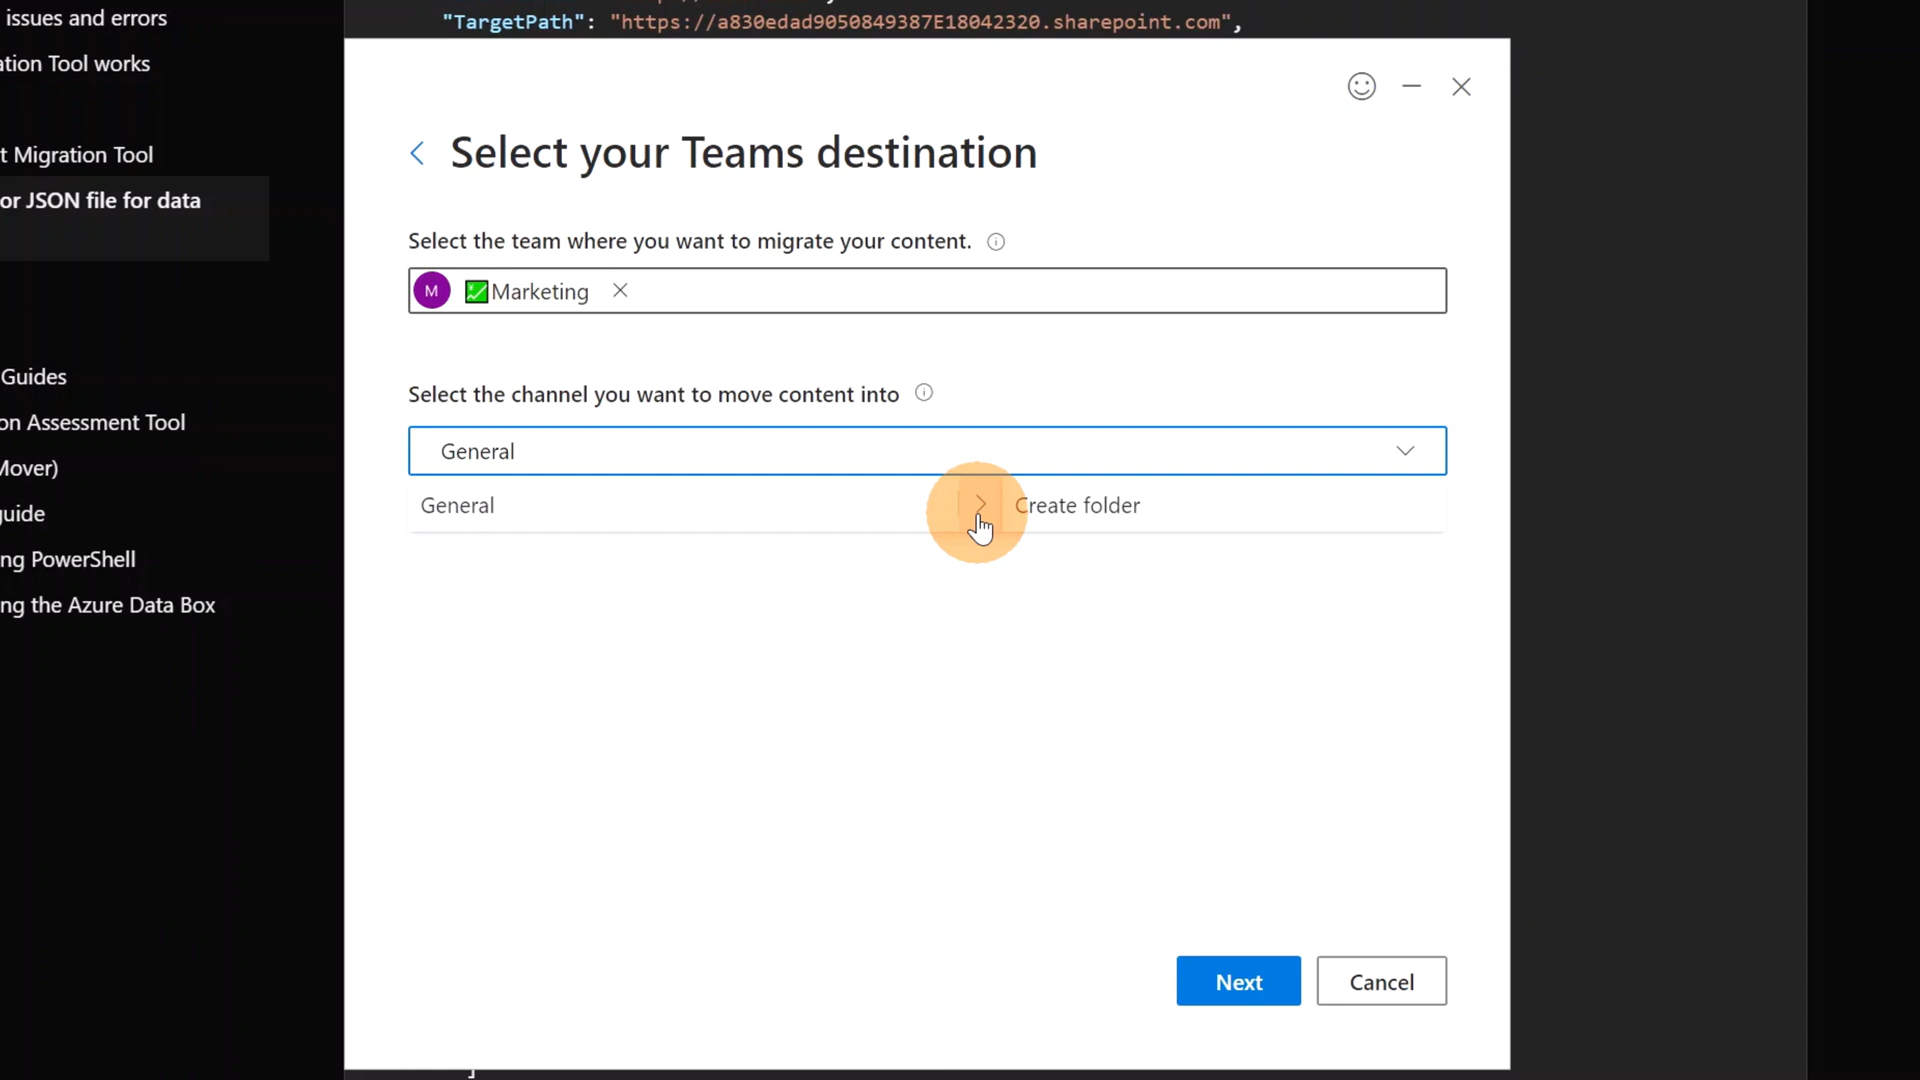 issues and errors
ation Tool works
t Migration Tool
or JSON file for data
Guides
on Assessment Tool
Mover)
guide
ng PowerShell
ng the Azure Data Box
"TargetPath": "https://a830edad9050849387E18042320.sharepoint.com",
Select your Teams destination
Select the team where you want to migrate your content.
M Marketing
Select the channel you want to move content into
General
General Create folder
Next Cancel
]